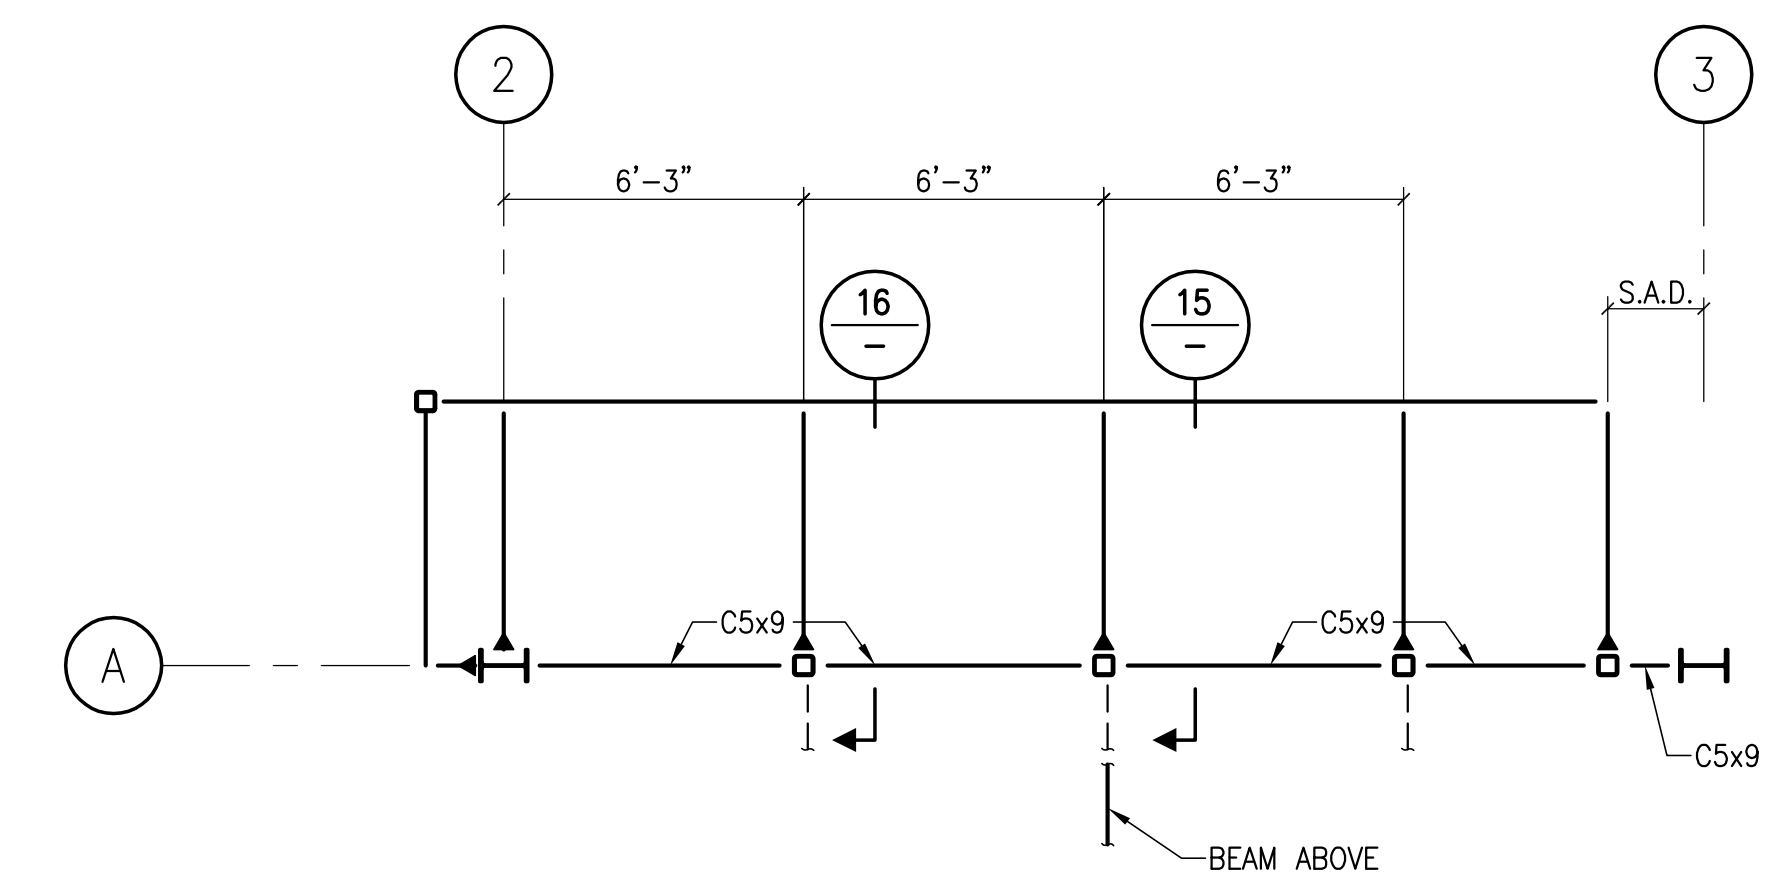 2
3
6’–3” 6’–3” 6’–3”
S.A.D.
16
–
15
–
C5x9 C5x9
A
C5x9
BEAM ABOVE